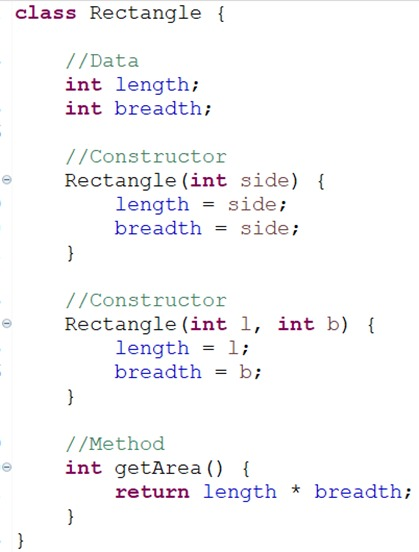 class Rectangle {
//Data
int length;
int breadth;
//Constructor
Rectangle(int side) {
length = side;
breadth = side;
}
//Constructor
Rectangle(int l, int b) {
length = l;
breadth = b;
}
//Method
int getArea() {
return length * breadth;
}
}